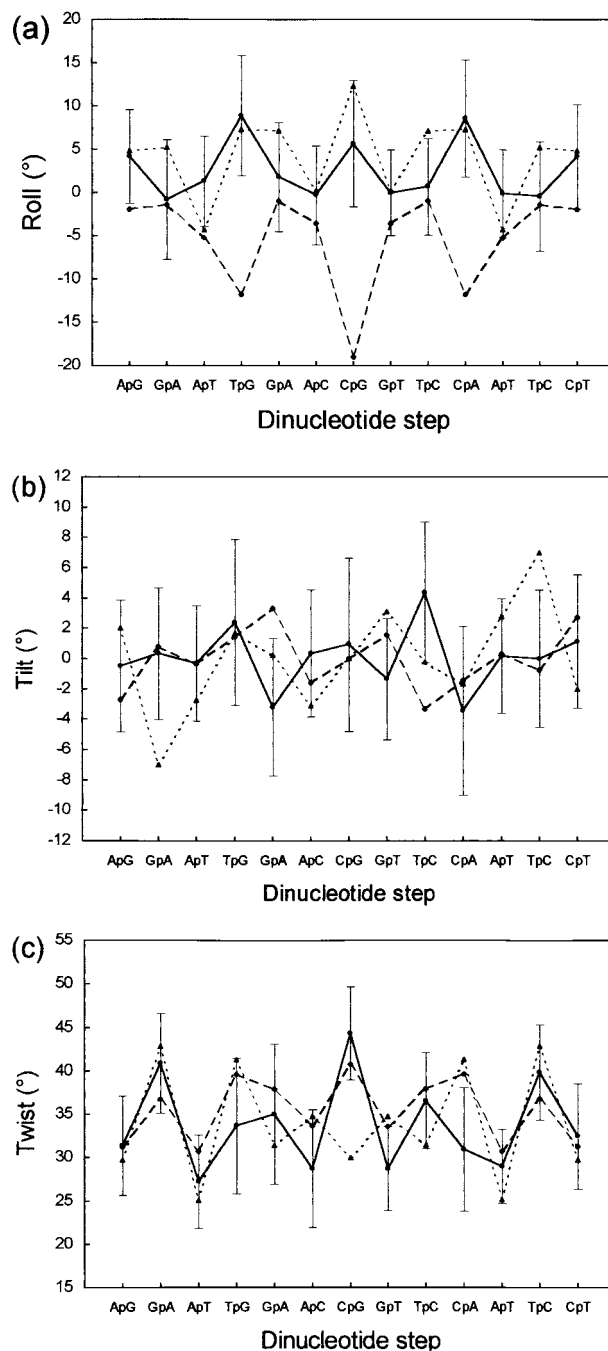 (a)
Roll (°)
20
15
10
5
0
-5
-10
-15
-20
ApG GpA ApT TpG GpA ApC CpG GpT TpC CpA ApT TpC CpT
Dinucleotide step
(b)
Tilt (°)
12
10
8
6
4
2
0
-2
-4
-6
-8
-10
-12
ApG GpA ApT TpG GpA ApC CpG GpT TpC CpA ApT TpC CpT
Dinucleotide step
(c)
Twist (°)
55
50
45
40
35
30
25
20
15
ApG GpA ApT TpG GpA ApC CpG GpT TpC CpA ApT TpC CpT
Dinucleotide step